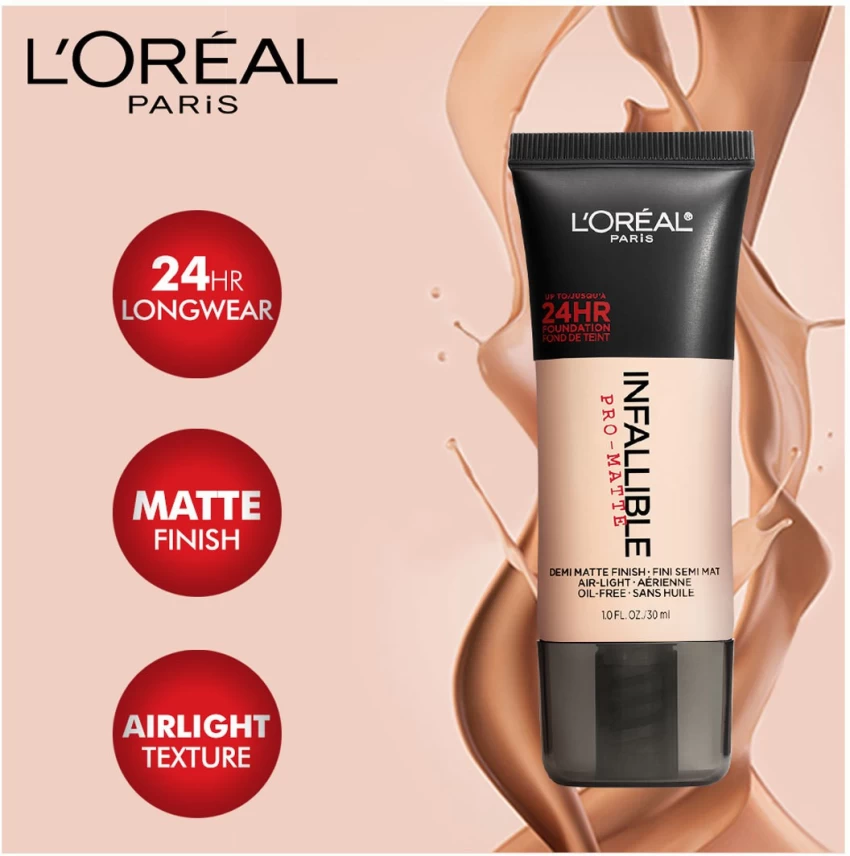 L'ORÉAL
PARiS
24HR
LONGWEAR
MATTE
FINISH
AIRLIGHT
TEXTURE
L'ORÉAL®
PARiS
UP TO/JUSQU'À
24HR
FOUNDATION
FOND DE TEINT
INFALLIBLE
PRO-MATTE
DEMI MATTE FINISH · FINI SEMI MAT
AIR-LIGHT · AÉRIENNE
OIL-FREE · SANS HUILE
1.0 FL. OZ./30 ml